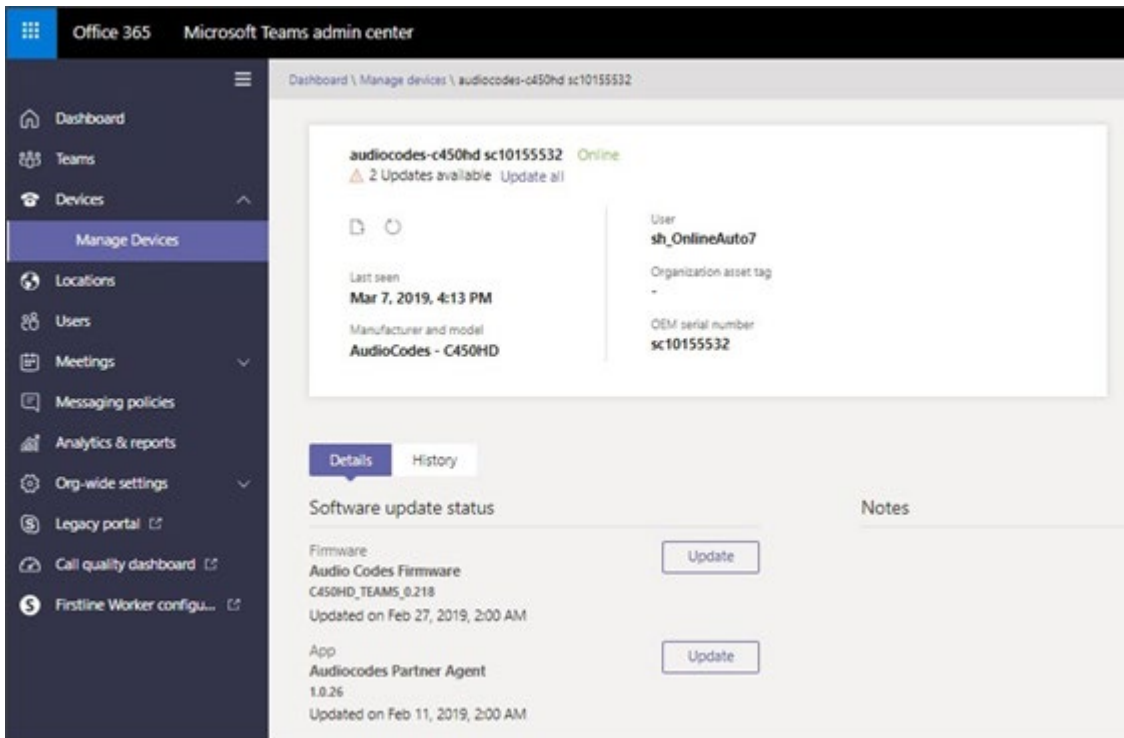 Office 365 Microsoft Teams admin center
Dashboard \ Manage devices \ audiocodes-c450hd sc10155532
Dashboard
Teams
Devices
Manage Devices
Locations
Users
Meetings
Messaging policies
Analytics & reports
Org-wide settings
Legacy portal
Call quality dashboard
Firstline Worker configu...
audiocodes-c450hd sc10155532 Online
2 Updates available Update all
Last seen
Mar 7, 2019, 4:13 PM
Manufacturer and model
AudioCodes - C450HD
User
sh_OnlineAuto7
Organization asset tag
-
OEM serial number
sc10155532
Details History
Software update status
Firmware
Audio Codes Firmware
C450HD_TEAMS_0.218
Updated on Feb 27, 2019, 2:00 AM
Update
App
Audiocodes Partner Agent
1.0.26
Updated on Feb 11, 2019, 2:00 AM
Update
Notes